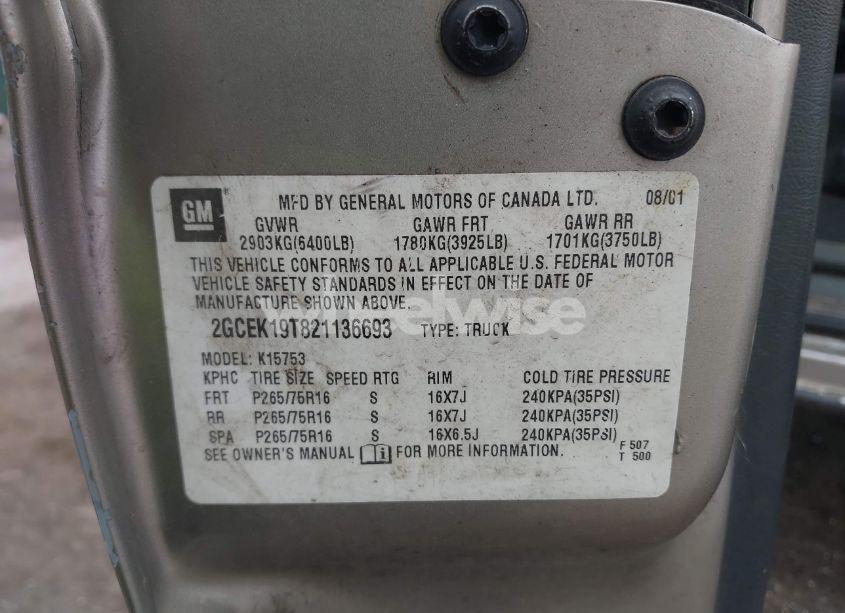 GM
MFD BY GENERAL MOTORS OF CANADA LTD. 08/01
GVWR GAWR FRT GAWR RR
2903KG(6400LB) 1780KG(3925LB) 1701KG(3750LB)
THIS VEHICLE CONFORMS TO ALL APPLICABLE U.S. FEDERAL MOTOR
VEHICLE SAFETY STANDARDS IN EFFECT ON THE DATE OF
MANUFACTURE SHOWN ABOVE.
wheelwise
2GCEK19T821136693 TYPE: TRUCK
MODEL: K15753
KPHC TIRE SIZE SPEED RTG RIM COLD TIRE PRESSURE
FRT P265/75R16 S 16X7J 240KPA(35PSI)
RR P265/75R16 S 16X7J 240KPA(35PSI)
SPA P265/75R16 S 16X6.5J 240KPA(35PSI)
SEE OWNER'S MANUAL FOR MORE INFORMATION. F 507
T 500